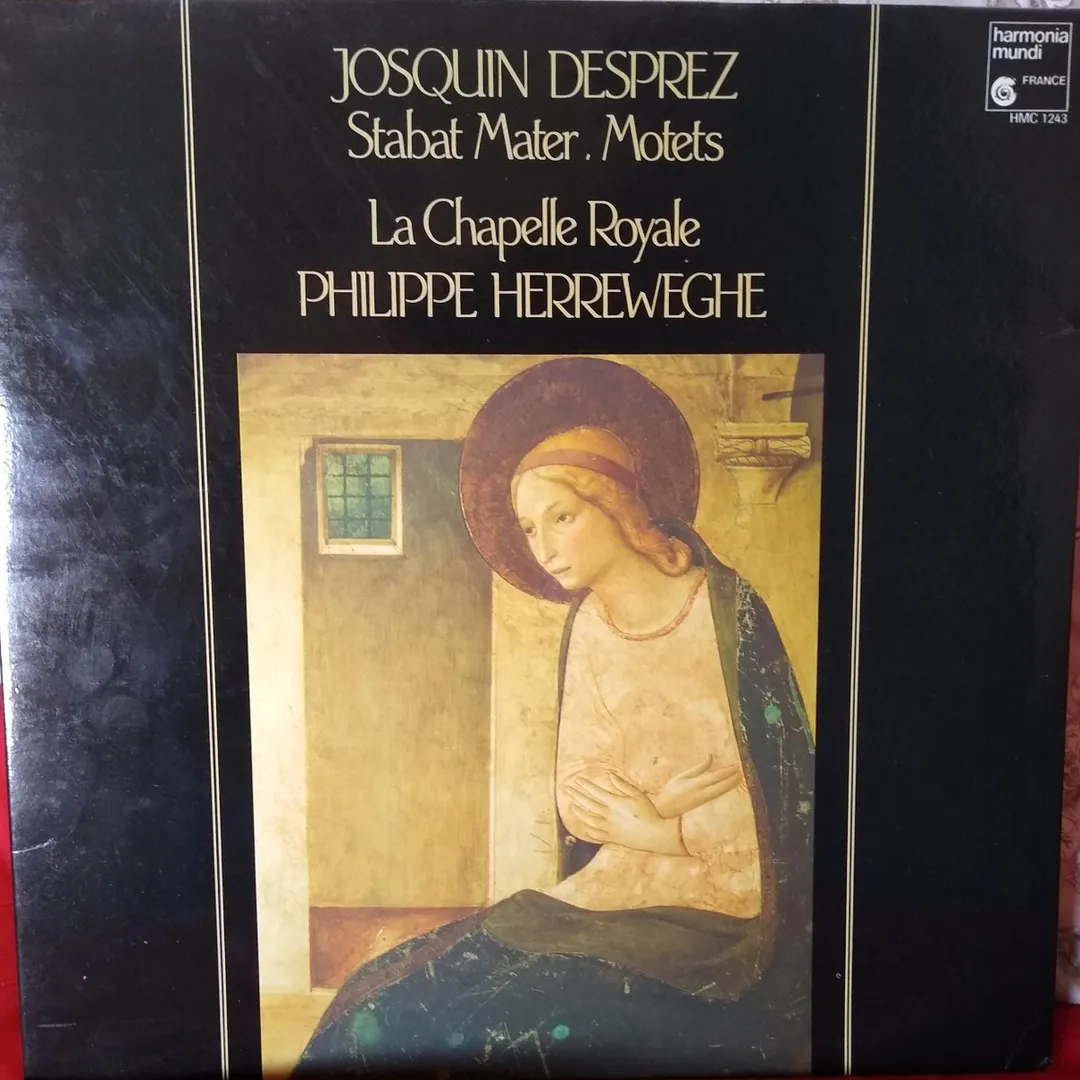 JOSQUIN DESPREZ
Stabat Mater . Motets
La Chapelle Royale
PHILIPPE HERREWEGHE
harmonia
mundi
FRANCE
HMC 1243